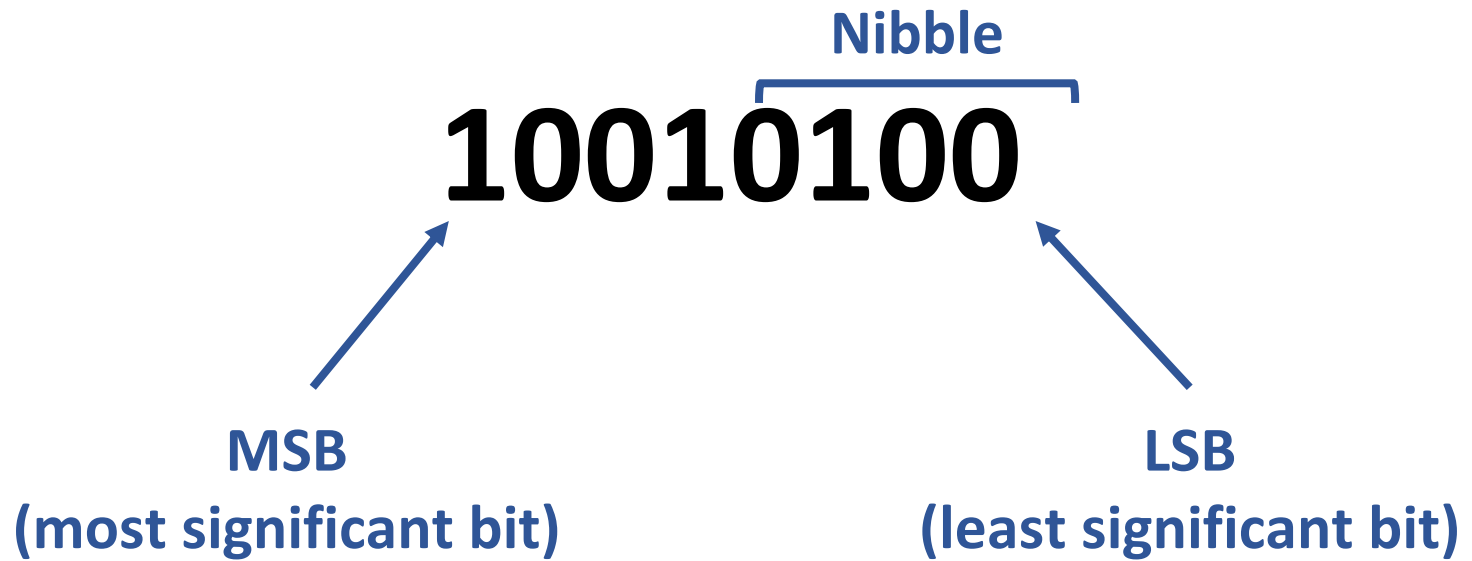 Nibble
10010100
MSB
(most significant bit)
LSB
(least significant bit)